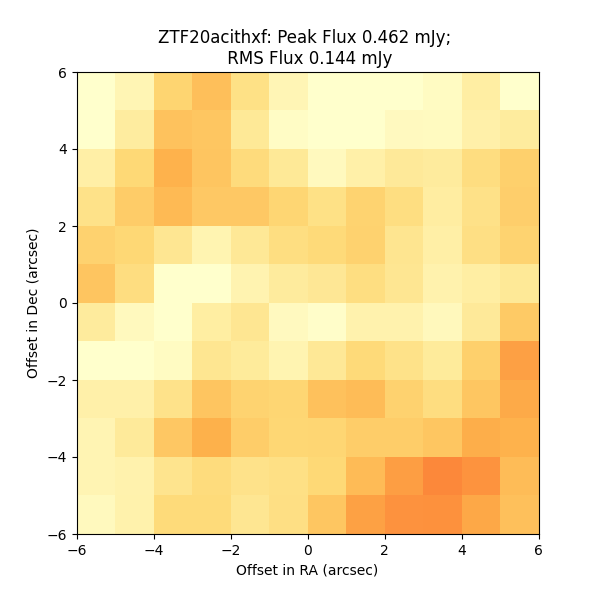 ZTF20acithxf: Peak Flux 0.462 mJy;
RMS Flux 0.144 mJy
6
4
2
0
−2
−4
−6
Offset in Dec (arcsec)
−6 −4 −2 0 2 4 6
Offset in RA (arcsec)